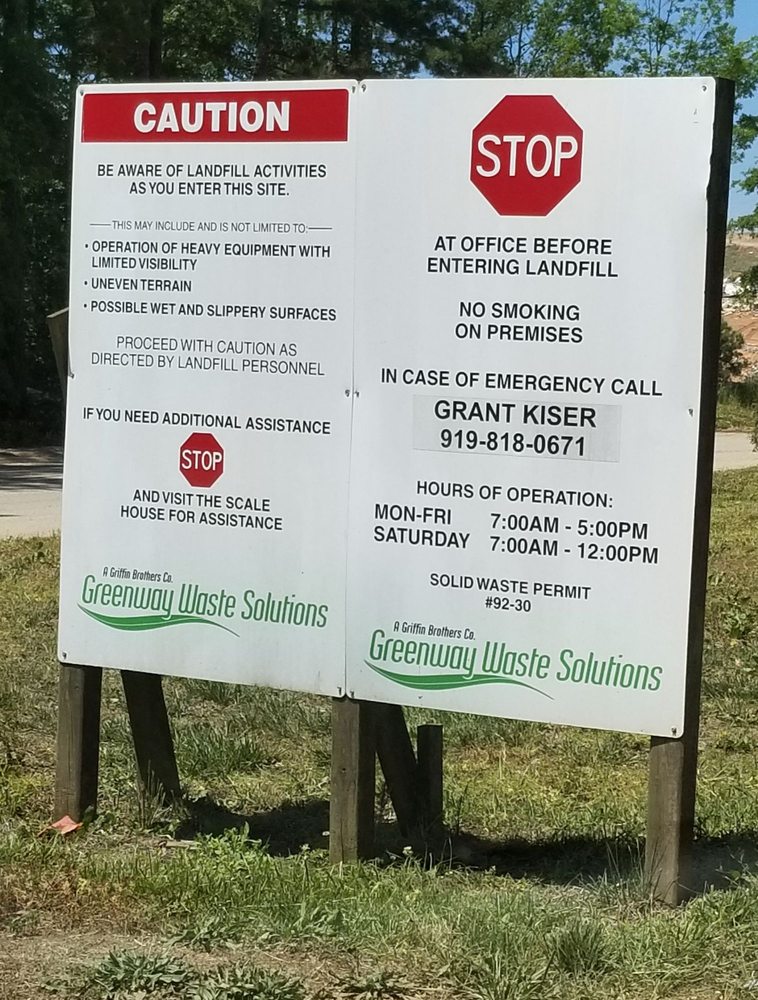 CAUTION
BE AWARE OF LANDFILL ACTIVITIES
AS YOU ENTER THIS SITE.
THIS MAY INCLUDE AND IS NOT LIMITED TO:
• OPERATION OF HEAVY EQUIPMENT WITH
LIMITED VISIBILITY
• UNEVEN TERRAIN
• POSSIBLE WET AND SLIPPERY SURFACES
PROCEED WITH CAUTION AS
DIRECTED BY LANDFILL PERSONNEL
IF YOU NEED ADDITIONAL ASSISTANCE
STOP
AND VISIT THE SCALE
HOUSE FOR ASSISTANCE
A Griffin Brothers Co.
Greenway Waste Solutions
STOP
AT OFFICE BEFORE
ENTERING LANDFILL
NO SMOKING
ON PREMISES
IN CASE OF EMERGENCY CALL
GRANT KISER
919-818-0671
HOURS OF OPERATION:
MON-FRI 7:00AM - 5:00PM
SATURDAY 7:00AM - 12:00PM
SOLID WASTE PERMIT
#92-30
A Griffin Brothers Co.
Greenway Waste Solutions